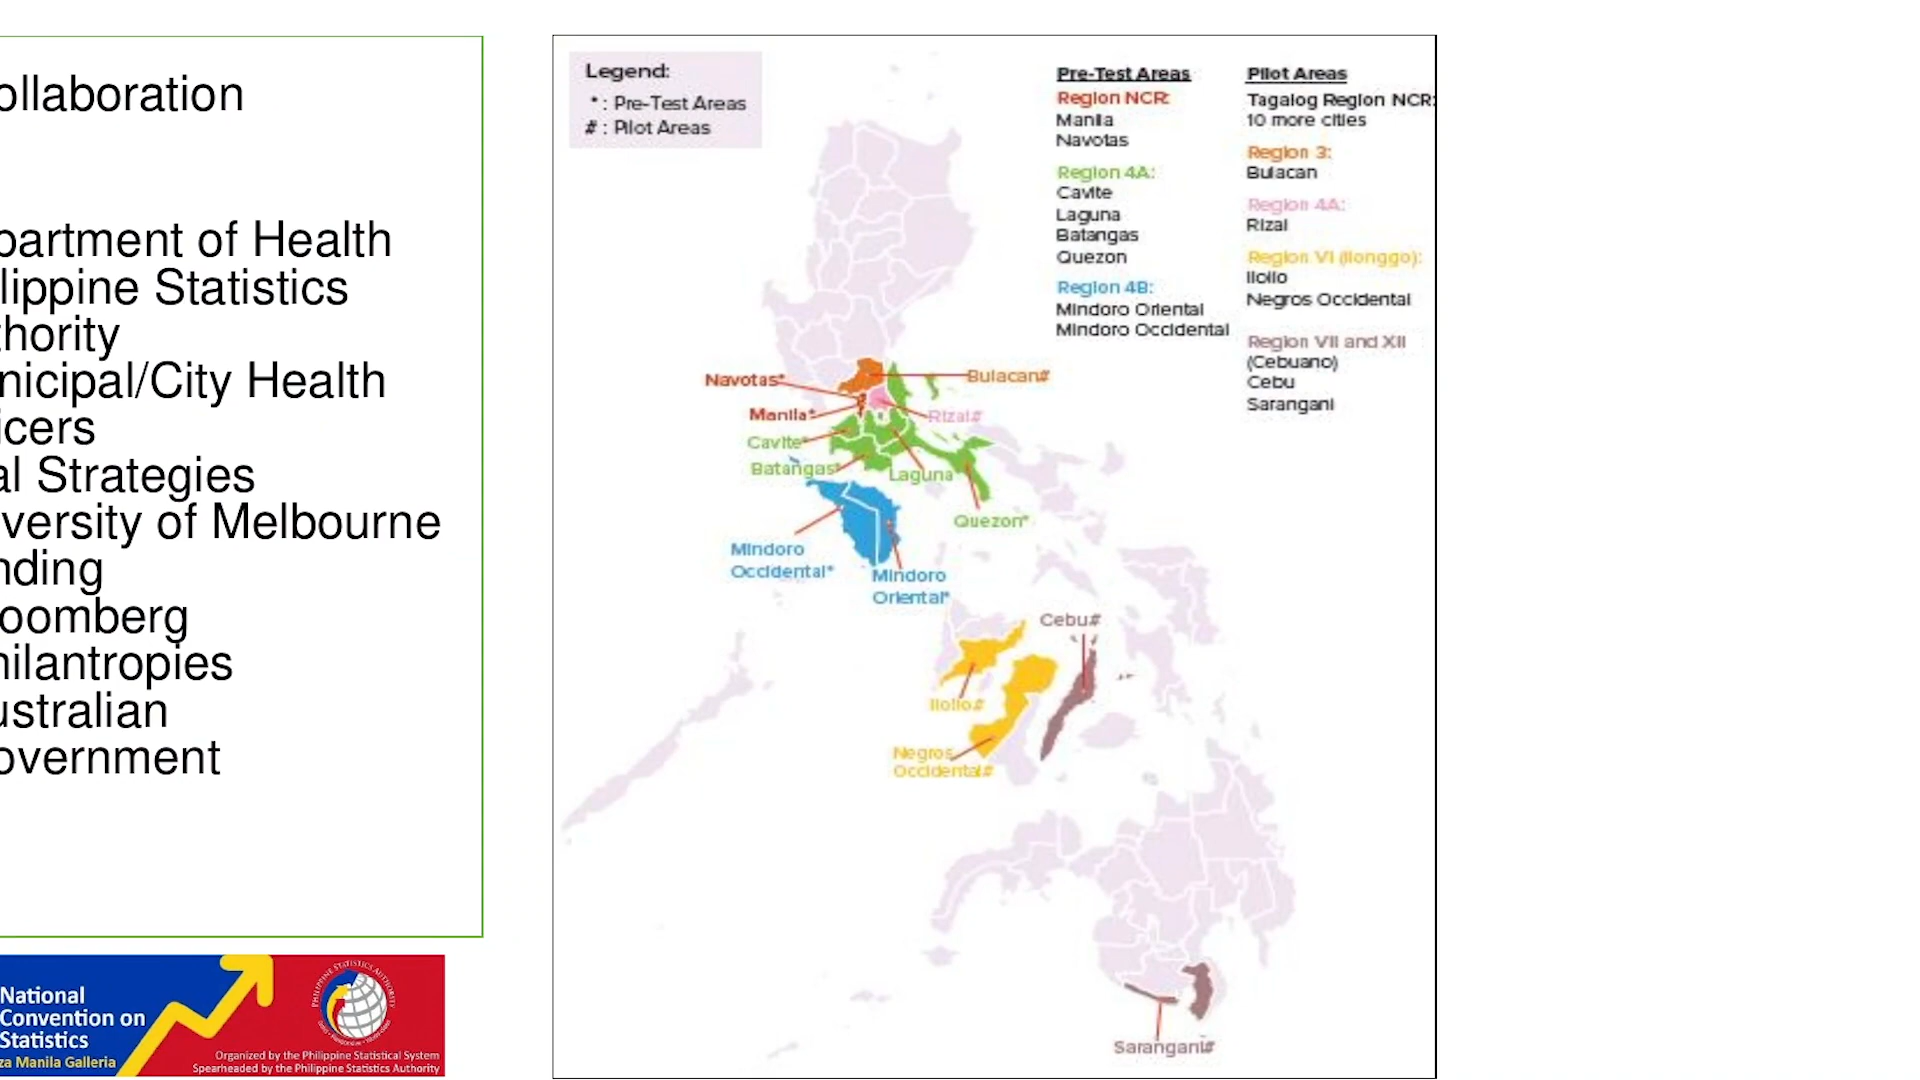 ollaboration
partment of Health
lippine Statistics
thority
nicipal/City Health
icers
al Strategies
versity of Melbourne
nding
oomberg
hilantropies
ustralian
overnment
National
Convention on
Statistics
za Manila Galleria
PHILIPPINE STATISTICS AUTHORITY
Organized by the Philippine Statistical System
Spearheaded by the Philippine Statistics Authority
Legend:
* : Pre-Test Areas
# : Pilot Areas
Pre-Test Areas
Region NCR:
Manila
Navotas
Region 4A:
Cavite
Laguna
Batangas
Quezon
Region 4B:
Mindoro Oriental
Mindoro Occidental
Pilot Areas
Tagalog Region NCR:
10 more cities
Region 3:
Bulacan
Region 4A:
Rizal
Region VI (Ilonggo):
Iloilo
Negros Occidental
Region VII and XII
(Cebuano)
Cebu
Sarangani
Navotas*
Bulacan#
Manila*
Rizal#
Cavite*
Batangas*
Laguna*
Quezon*
Mindoro
Occidental*
Mindoro
Oriental*
Cebu#
Iloilo#
Negros
Occidental#
Sarangani#